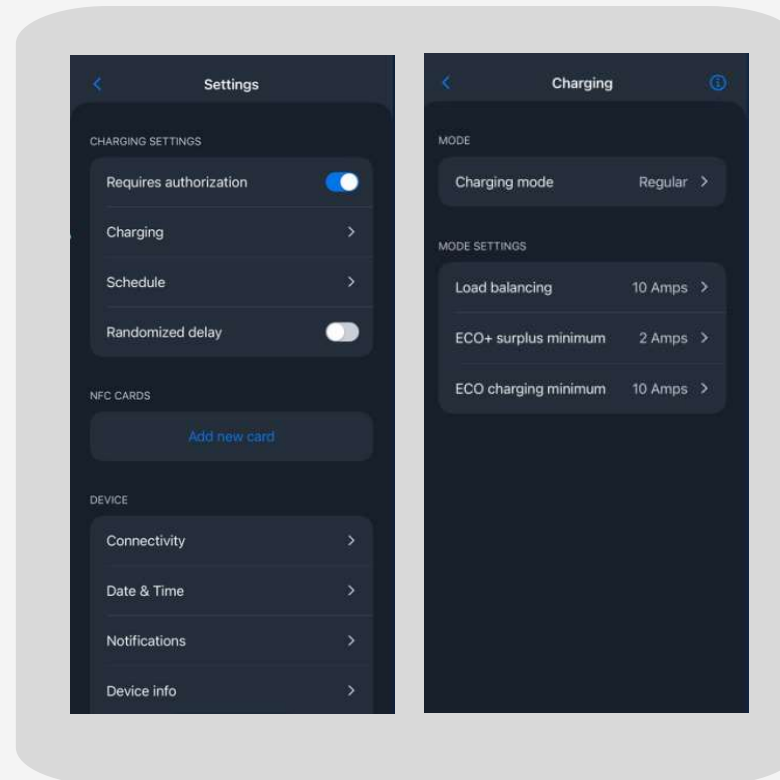 Settings
CHARGING SETTINGS
Requires authorization
Charging
Schedule
Randomized delay
NFC CARDS
Add new card
DEVICE
Connectivity
Date & Time
Notifications
Device info
Charging
MODE
Charging mode Regular
MODE SETTINGS
Load balancing 10 Amps
ECO+ surplus minimum 2 Amps
ECO charging minimum 10 Amps